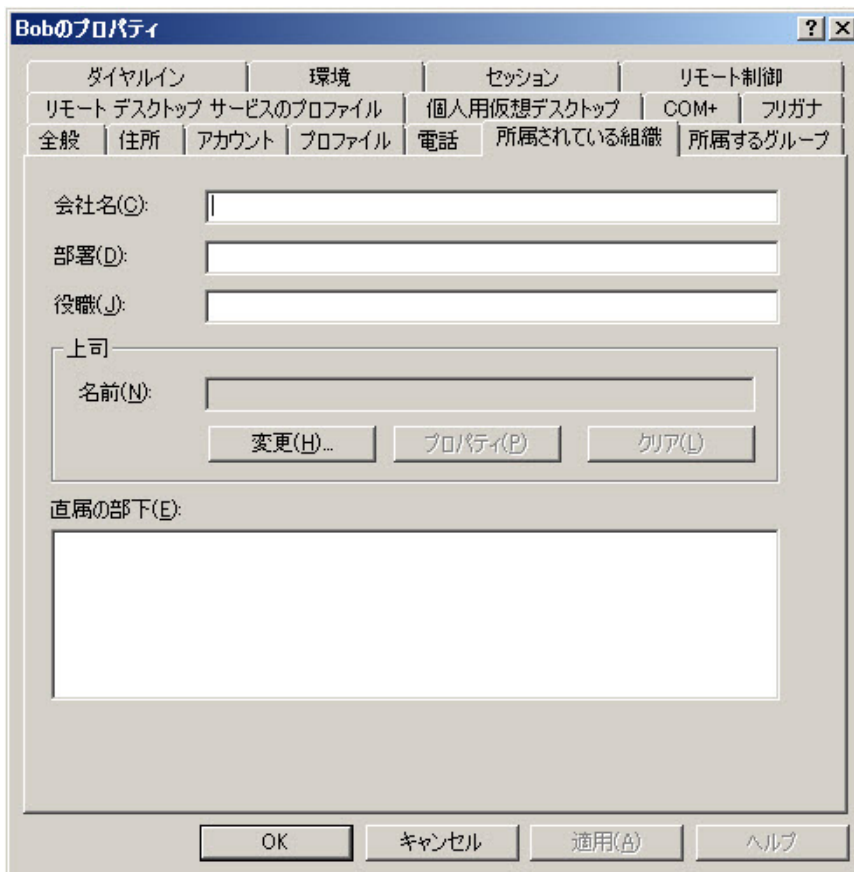 Bobのプロパティ
ダイヤルイン 環境 セッション リモート制御
リモート デスクトップ サービスのプロファイル 個人用仮想デスクトップ COM+ フリガナ
全般 住所 アカウント プロファイル 電話 所属されている組織 所属するグループ
会社名(C):
部署(D):
役職(J):
上司
名前(N):
変更(H)... プロパティ(P) クリア(L)
直属の部下(E):
OK キャンセル 適用(A) ヘルプ